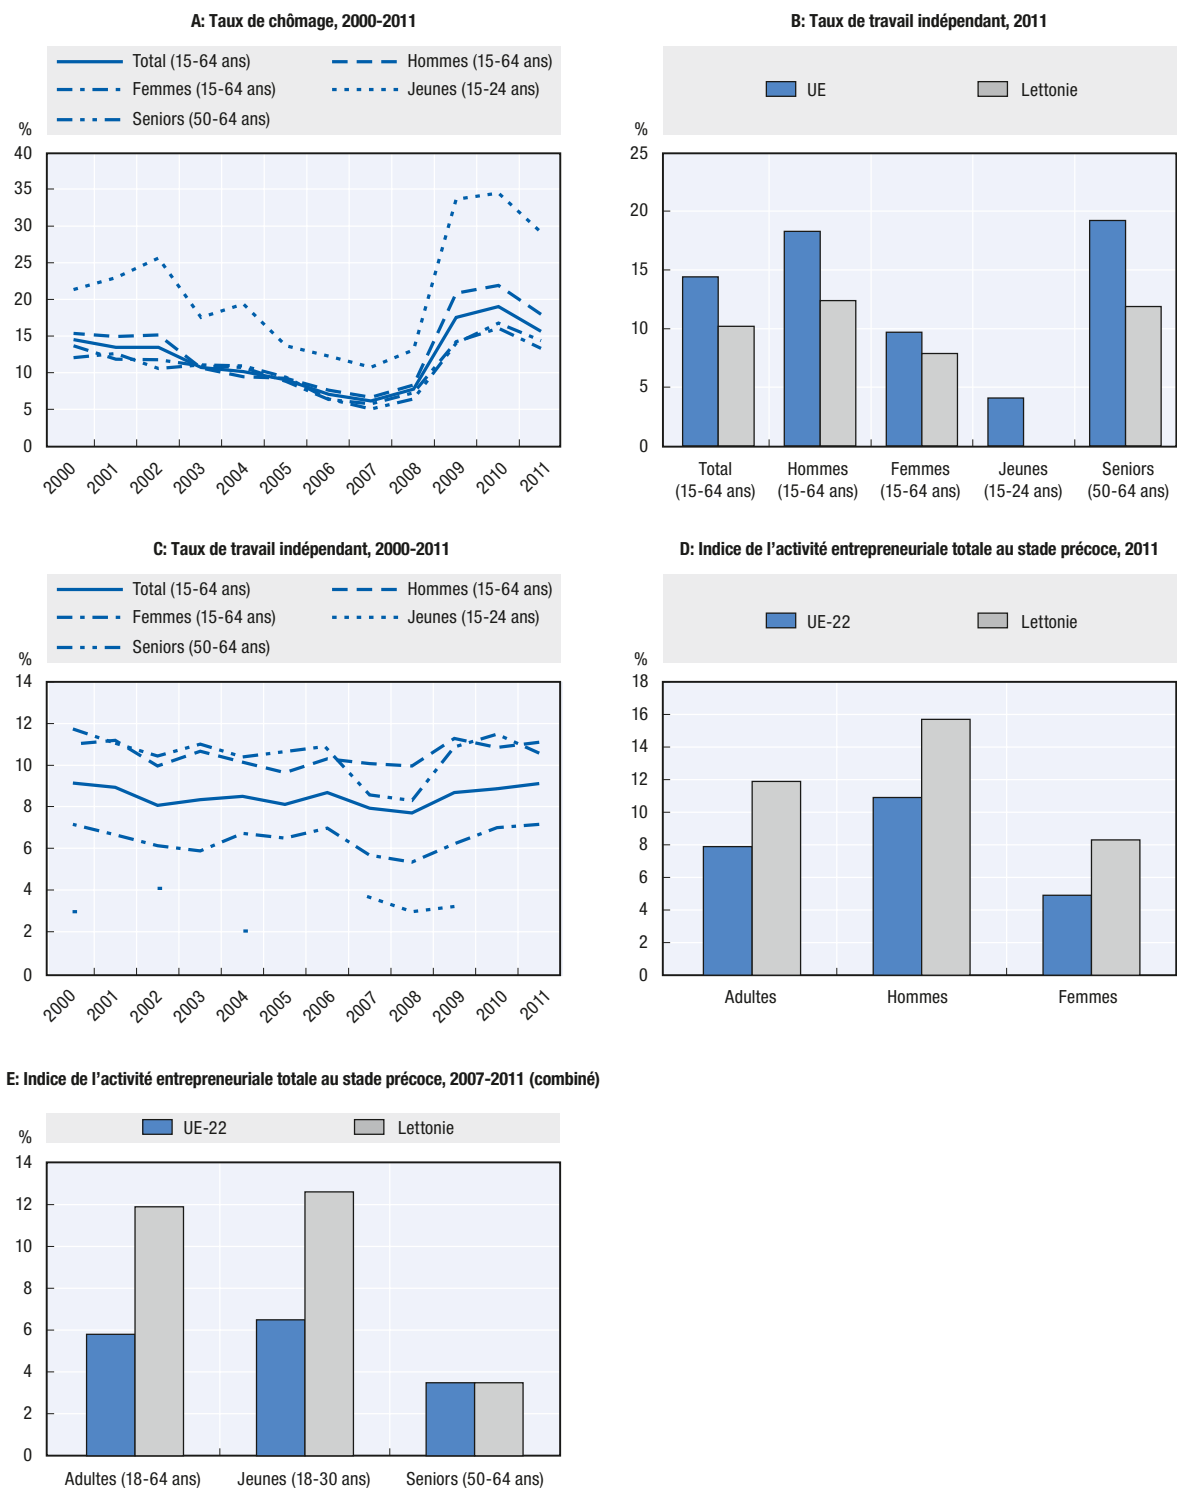 A: Taux de chômage, 2000-2011
Total (15-64 ans)
Hommes (15-64 ans)
Femmes (15-64 ans)
Jeunes (15-24 ans)
Seniors (50-64 ans)
%
40
35
30
25
20
15
10
5
0
2000
2001
2002
2003
2004
2005
2006
2007
2008
2009
2010
2011
B: Taux de travail indépendant, 2011
UE
Lettonie
%
25
20
15
10
5
0
Total
(15-64 ans)
Hommes
(15-64 ans)
Femmes
(15-64 ans)
Jeunes
(15-24 ans)
Seniors
(50-64 ans)
C: Taux de travail indépendant, 2000-2011
Total (15-64 ans)
Hommes (15-64 ans)
Femmes (15-64 ans)
Jeunes (15-24 ans)
Seniors (50-64 ans)
%
14
12
10
8
6
4
2
0
2000
2001
2002
2003
2004
2005
2006
2007
2008
2009
2010
2011
D: Indice de l’activité entrepreneuriale totale au stade précoce, 2011
UE-22
Lettonie
%
18
16
14
12
10
8
6
4
2
0
Adultes
Hommes
Femmes
E: Indice de l’activité entrepreneuriale totale au stade précoce, 2007-2011 (combiné)
UE-22
Lettonie
%
14
12
10
8
6
4
2
0
Adultes (18-64 ans)
Jeunes (18-30 ans)
Seniors (50-64 ans)